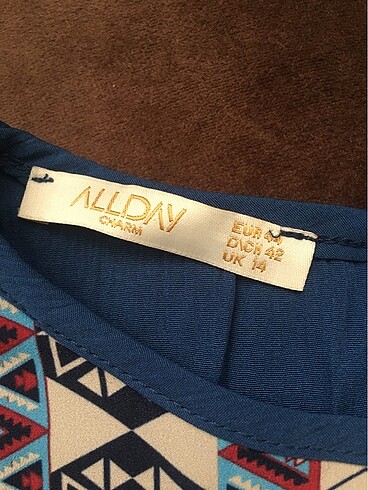 ALLDAY
CHARM
EUR 44
D\CH 42
UK 14